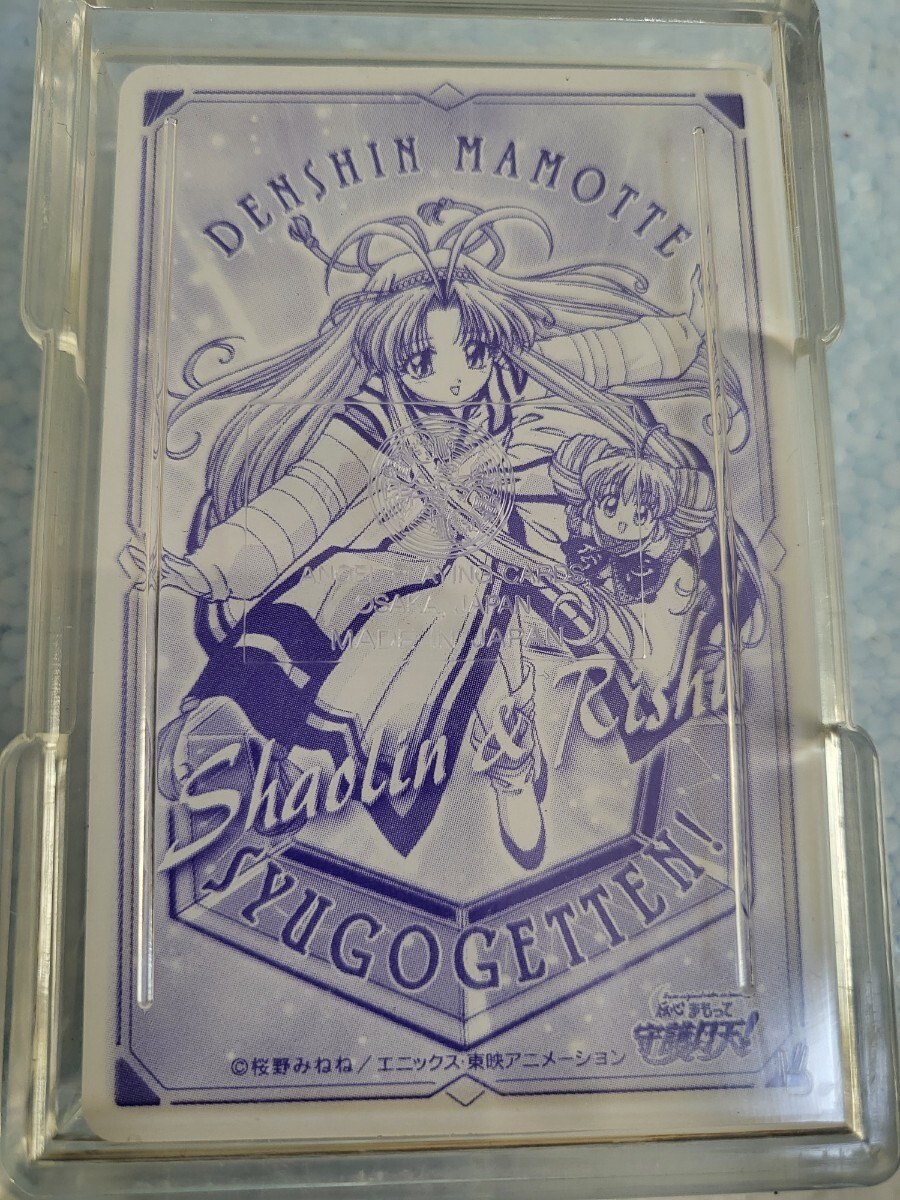 DENSHIN MAMOTTE
ANGEL PLAYING CARDS
OSAKA, JAPAN
MADE IN JAPAN
Shaolin & Rishu
SYUGOGETTEN!
まもって
守護月天!
©桜野みねね/エニックス・東映アニメーション